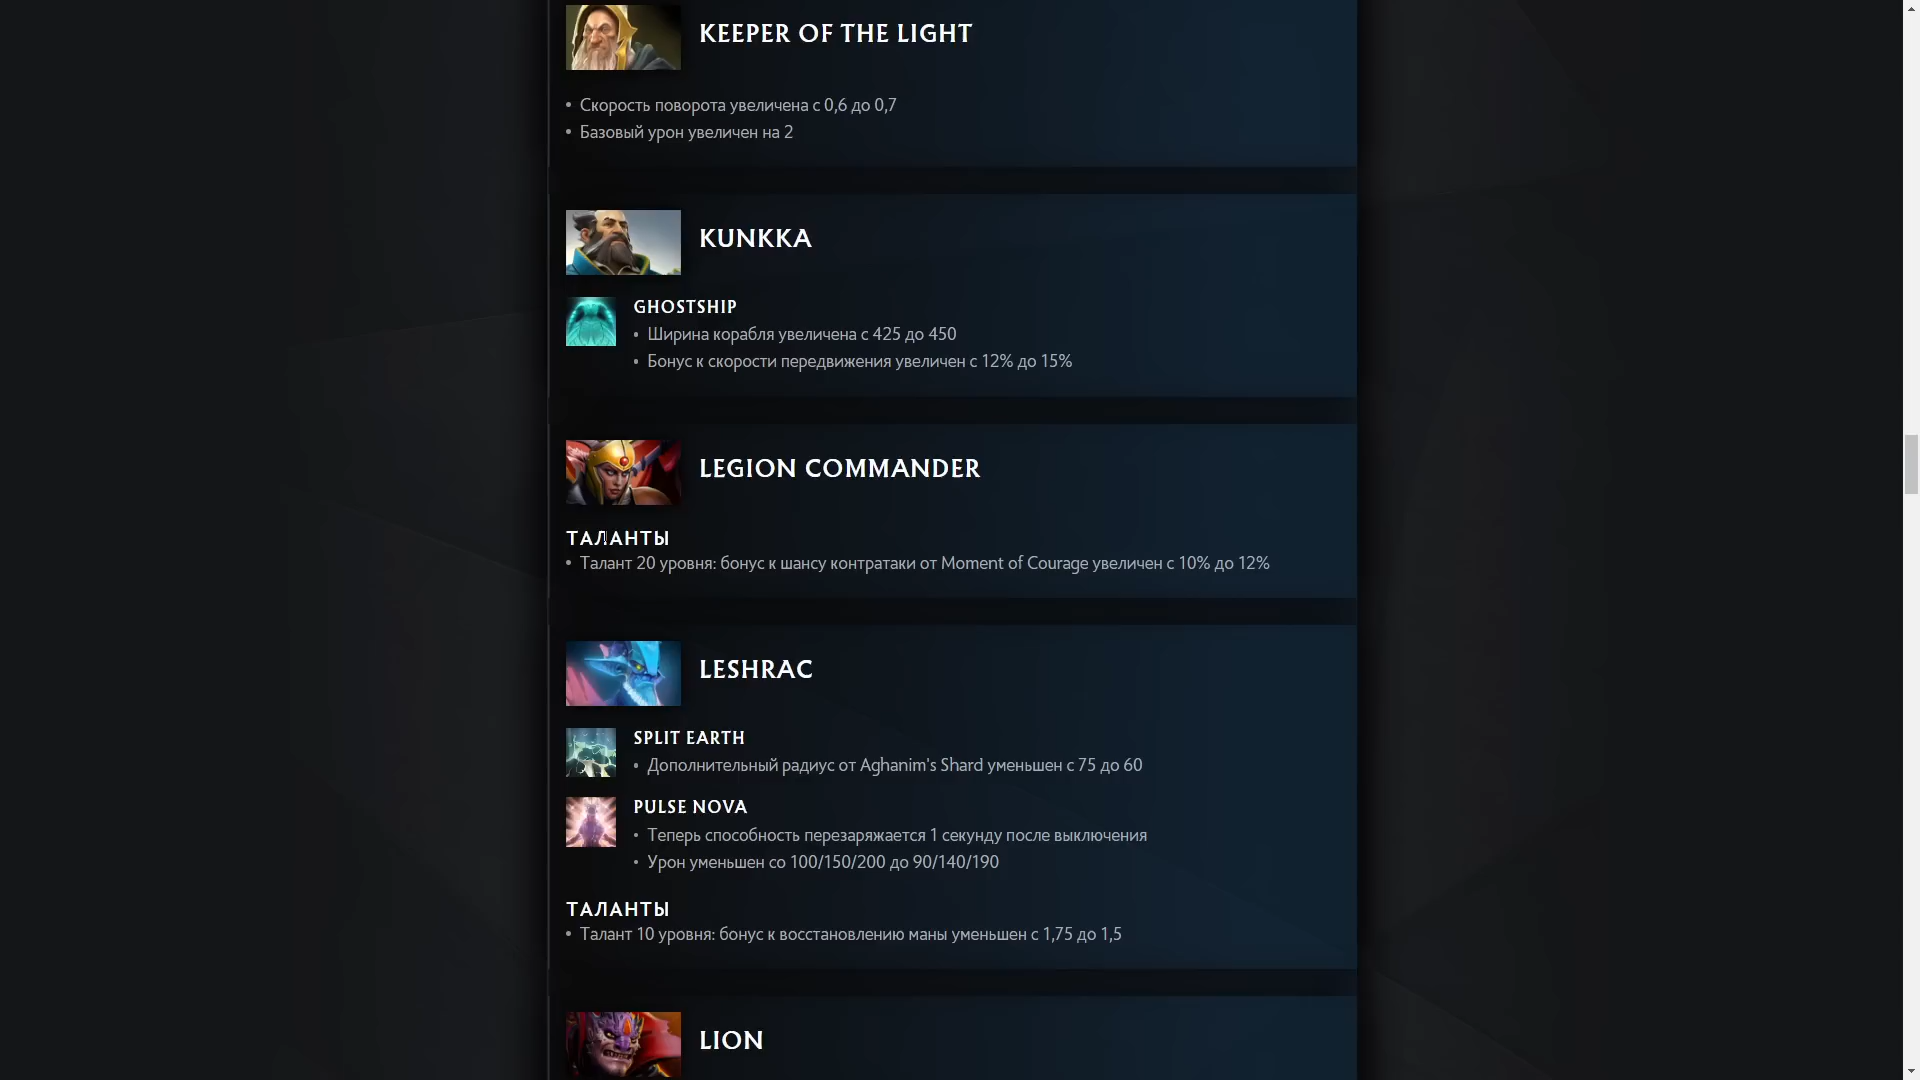 KEEPER OF THE LIGHT
• Скорость поворота увеличена с 0,6 до 0,7
• Базовый урон увеличен на 2
KUNKKA
GHOSTSHIP
• Ширина корабля увеличена с 425 до 450
• Бонус к скорости передвижения увеличен с 12% до 15%
LEGION COMMANDER
ТАЛАНТЫ
• Талант 20 уровня: бонус к шансу контратаки от Moment of Courage увеличен с 10% до 12%
LESHRAC
SPLIT EARTH
• Дополнительный радиус от Aghanim's Shard уменьшен с 75 до 60
PULSE NOVA
• Теперь способность перезаряжается 1 секунду после выключения
• Урон уменьшен со 100/150/200 до 90/140/190
ТАЛАНТЫ
• Талант 10 уровня: бонус к восстановлению маны уменьшен с 1,75 до 1,5
LION